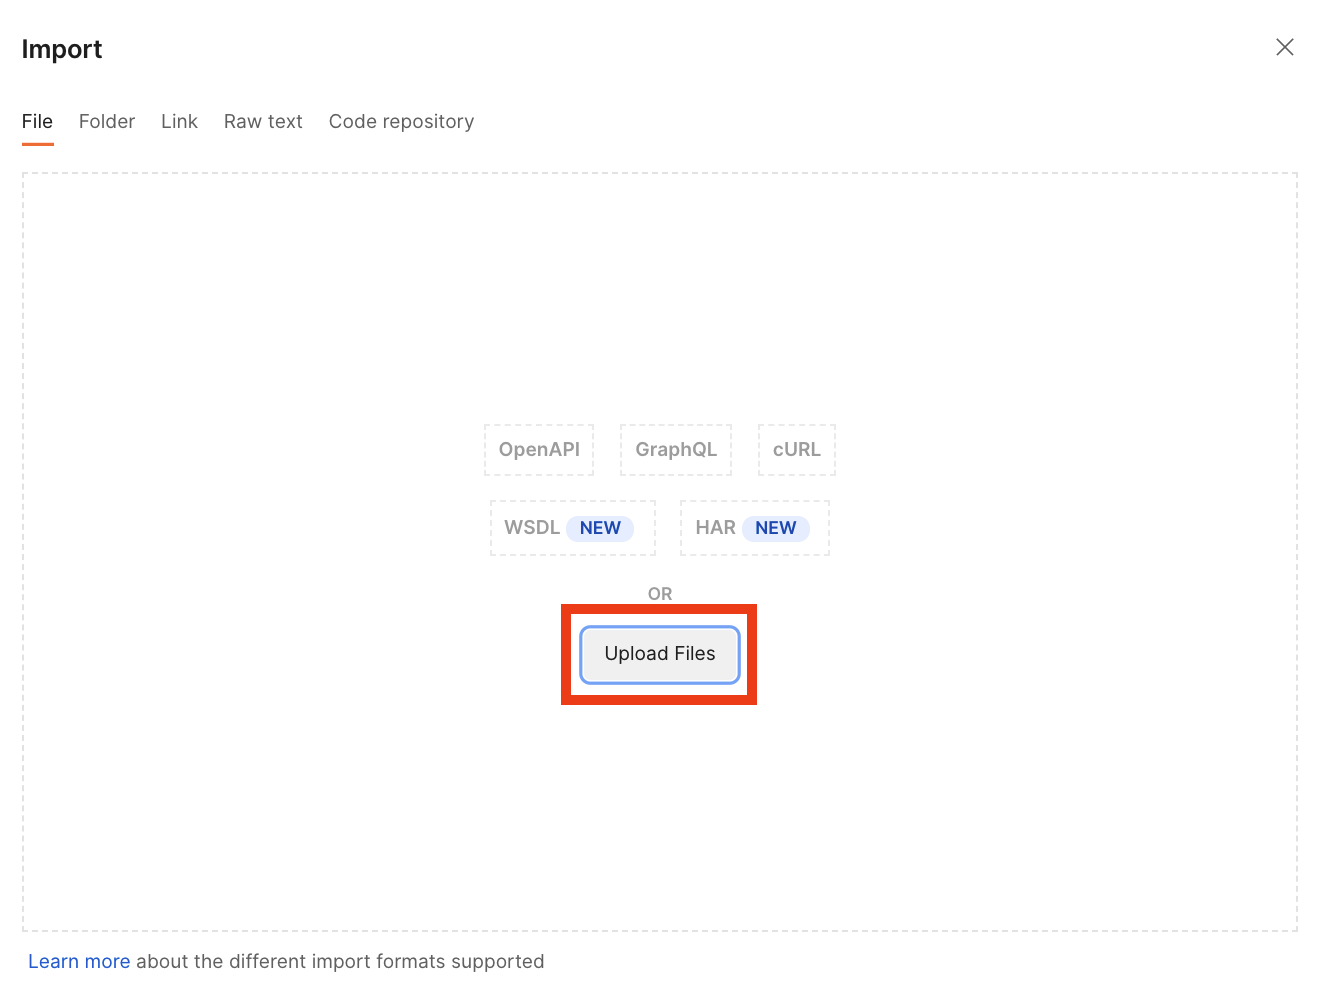 Import
File Folder Link Raw text Code repository
OpenAPI GraphQL cURL
WSDL NEW HAR NEW
OR
Upload Files
Learn more about the different import formats supported